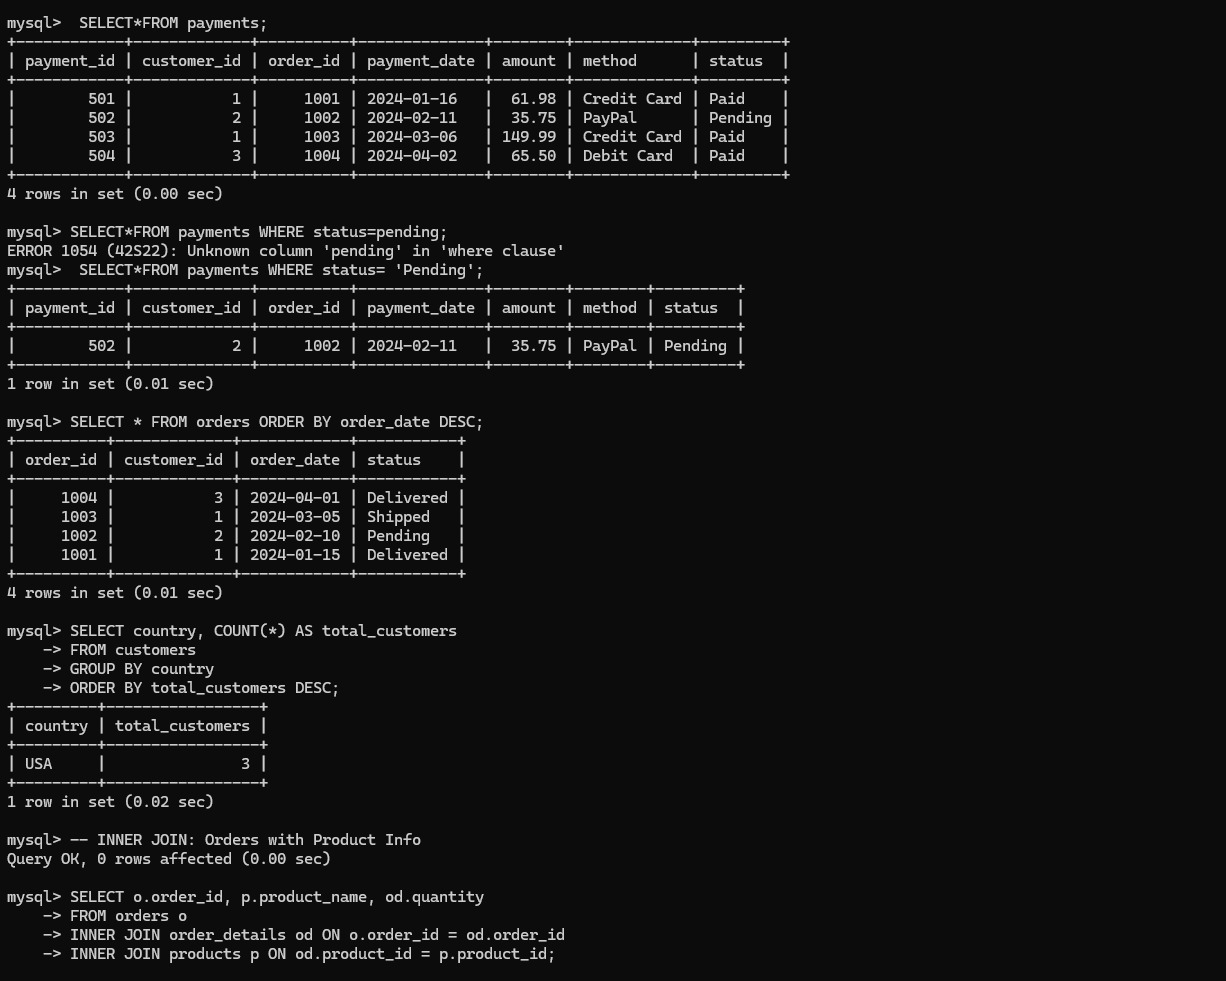 mysql>  SELECT*FROM payments;
+------------+-------------+----------+--------------+--------+-------------+---------+
| payment_id | customer_id | order_id | payment_date | amount | method      | status  |
+------------+-------------+----------+--------------+--------+-------------+---------+
|        501 |           1 |     1001 | 2024-01-16   |  61.98 | Credit Card | Paid    |
|        502 |           2 |     1002 | 2024-02-11   |  35.75 | PayPal      | Pending |
|        503 |           1 |     1003 | 2024-03-06   | 149.99 | Credit Card | Paid    |
|        504 |           3 |     1004 | 2024-04-02   |  65.50 | Debit Card  | Paid    |
+------------+-------------+----------+--------------+--------+-------------+---------+
4 rows in set (0.00 sec)

mysql> SELECT*FROM payments WHERE status=pending;
ERROR 1054 (42S22): Unknown column 'pending' in 'where clause'
mysql>  SELECT*FROM payments WHERE status= 'Pending';
+------------+-------------+----------+--------------+--------+--------+---------+
| payment_id | customer_id | order_id | payment_date | amount | method | status  |
+------------+-------------+----------+--------------+--------+--------+---------+
|        502 |           2 |     1002 | 2024-02-11   |  35.75 | PayPal | Pending |
+------------+-------------+----------+--------------+--------+--------+---------+
1 row in set (0.01 sec)

mysql> SELECT * FROM orders ORDER BY order_date DESC;
+----------+-------------+------------+-----------+
| order_id | customer_id | order_date | status    |
+----------+-------------+------------+-----------+
|     1004 |           3 | 2024-04-01 | Delivered |
|     1003 |           1 | 2024-03-05 | Shipped   |
|     1002 |           2 | 2024-02-10 | Pending   |
|     1001 |           1 | 2024-01-15 | Delivered |
+----------+-------------+------------+-----------+
4 rows in set (0.01 sec)

mysql> SELECT country, COUNT(*) AS total_customers
    -> FROM customers
    -> GROUP BY country
    -> ORDER BY total_customers DESC;
+---------+-----------------+
| country | total_customers |
+---------+-----------------+
| USA     |               3 |
+---------+-----------------+
1 row in set (0.02 sec)

mysql> -- INNER JOIN: Orders with Product Info
Query OK, 0 rows affected (0.00 sec)

mysql> SELECT o.order_id, p.product_name, od.quantity
    -> FROM orders o
    -> INNER JOIN order_details od ON o.order_id = od.order_id
    -> INNER JOIN products p ON od.product_id = p.product_id;